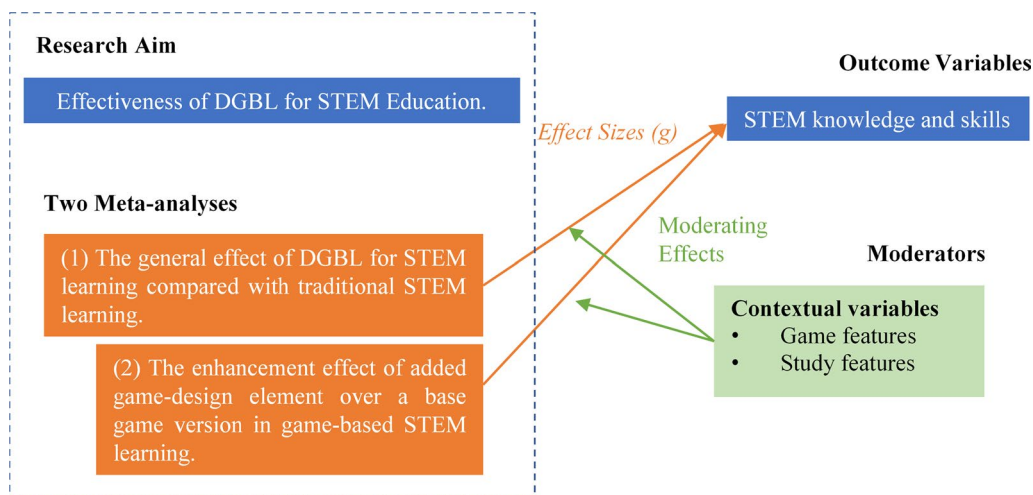 Research Aim
Effectiveness of DGBL for STEM Education.
Two Meta-analyses
(1) The general effect of DGBL for STEM
learning compared with traditional STEM
learning.
(2) The enhancement effect of added
game-design element over a base
game version in game-based STEM
learning.
Effect Sizes (g)
Moderating
Effects
Outcome Variables
STEM knowledge and skills
Moderators
Contextual variables
• Game features
• Study features